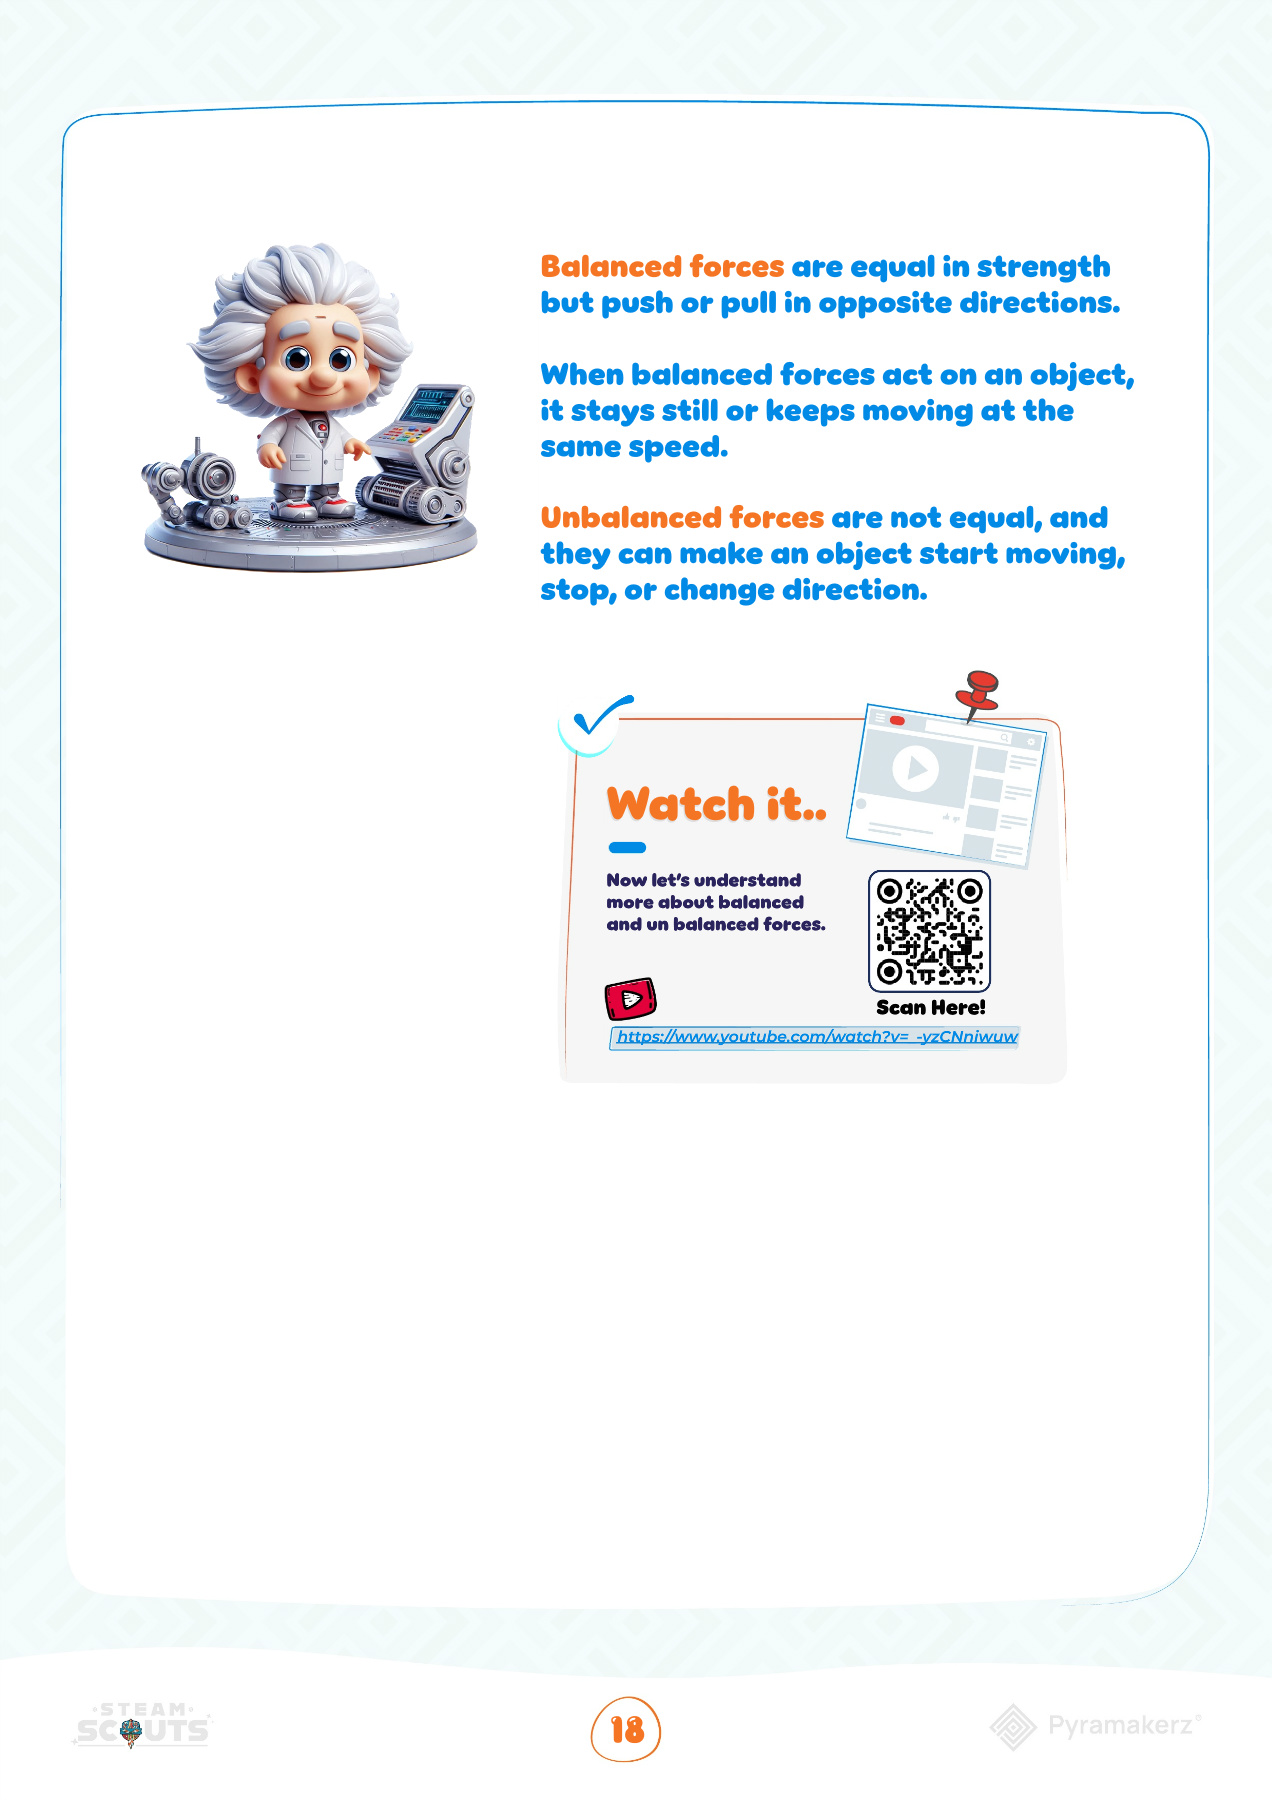 Balanced forces are equal in strength
but push or pull in opposite directions.
When balanced forces act on an object,
it stays still or keeps moving at the
same speed.
Unbalanced forces are not equal, and
they can make an object start moving,
stop, or change direction.
Watch it..
Now let's understand
more about balanced
and un balanced forces.
Scan Here!
https://www.youtube.com/watch?v=_-yzCNniwuw
STEAM
SCOUTS
18
Pyramakerz